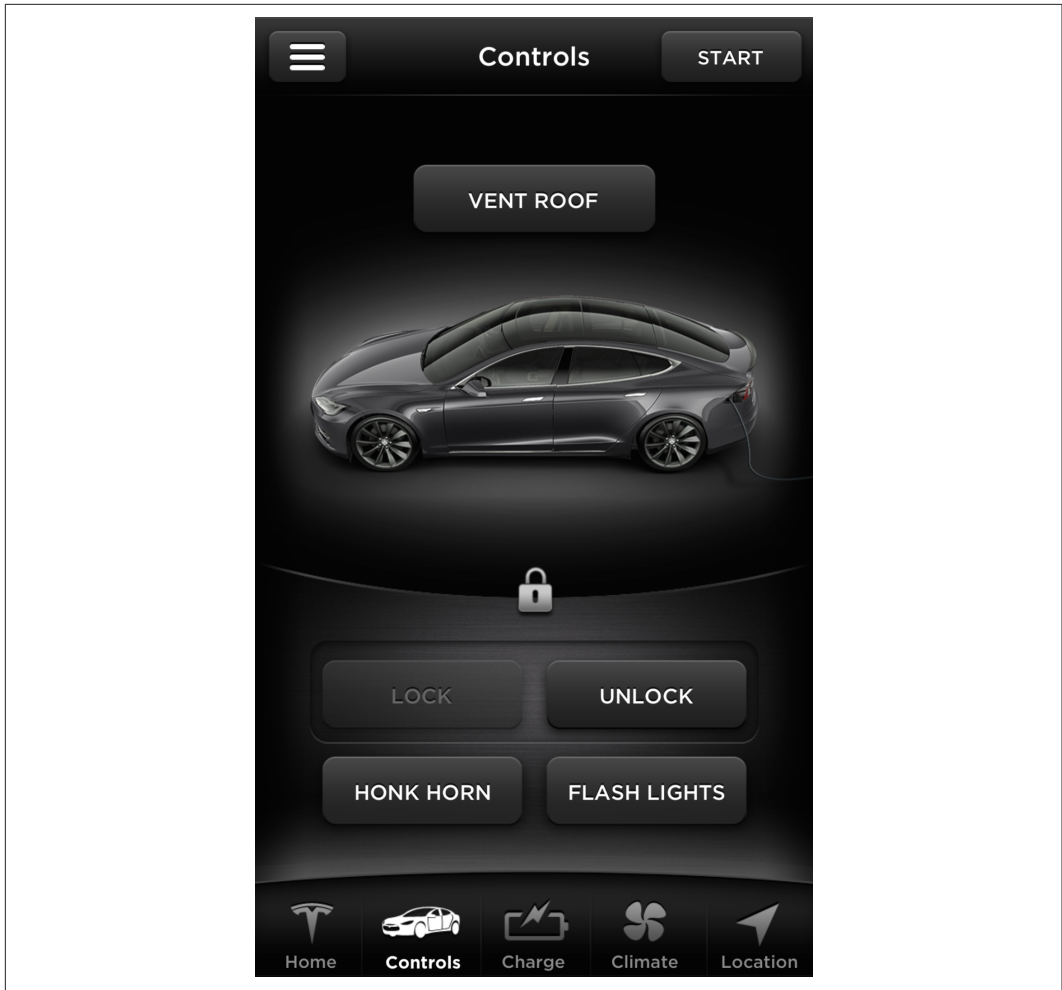 Controls
START
VENT ROOF
LOCK
UNLOCK
HONK HORN
FLASH LIGHTS
Home
Controls
Charge
Climate
Location